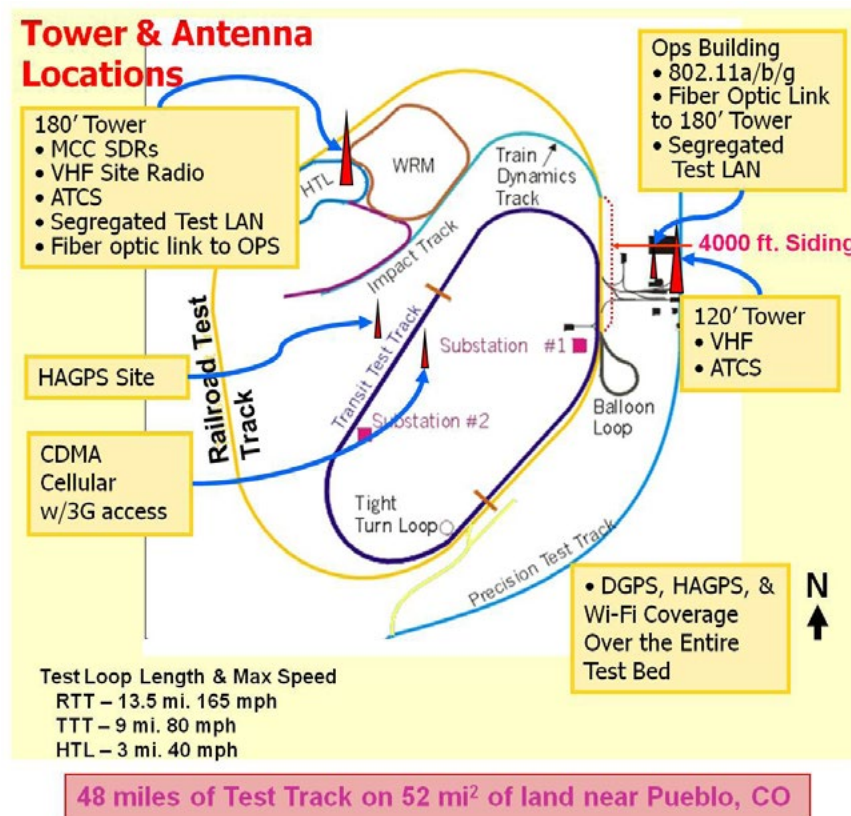 Tower & Antenna
Locations
180’ Tower
• MCC SDRs
• VHF Site Radio
• ATCS
• Segregated Test LAN
• Fiber optic link to OPS
Ops Building
• 802.11a/b/g
• Fiber Optic Link
to 180’ Tower
• Segregated
Test LAN
HTL
WRM
Train
Dynamics
Track
Impact Track
4000 ft. Siding
120’ Tower
• VHF
• ATCS
HAGPS Site
Railroad Test
Track
Transit Test Track
Substation #1
Substation #2
Balloon
Loop
CDMA
Cellular
w/3G access
Tight
Turn Loop
Precision Test Track
• DGPS, HAGPS, &
Wi-Fi Coverage
Over the Entire
Test Bed
N
Test Loop Length & Max Speed
RTT – 13.5 mi. 165 mph
TTT – 9 mi. 80 mph
HTL – 3 mi. 40 mph
48 miles of Test Track on 52 mi² of land near Pueblo, CO